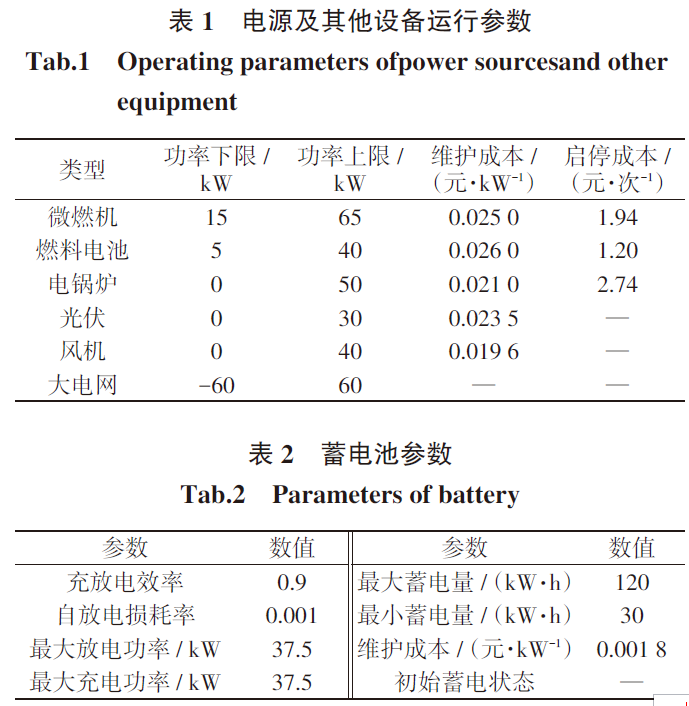 表 1 电源及其他设备运行参数
Tab.1 Operating parameters ofpower sourcesand other
equipment
类型 功率下限 / kW 功率上限 / kW 维护成本 / (元·kW⁻¹) 启停成本 / (元·次⁻¹)
微燃机 15 65 0.025 0 1.94
燃料电池 5 40 0.026 0 1.20
电锅炉 0 50 0.021 0 2.74
光伏 0 30 0.023 5 —
风机 0 40 0.019 6 —
大电网 −60 60 — —
表 2 蓄电池参数
Tab.2 Parameters of battery
参数 数值 参数 数值
充放电效率 0.9 最大蓄电量 / (kW·h) 120
自放电损耗率 0.001 最小蓄电量 / (kW·h) 30
最大放电功率 / kW 37.5 维护成本 / (元·kW⁻¹) 0.001 8
最大充电功率 / kW 37.5 初始蓄电状态 —